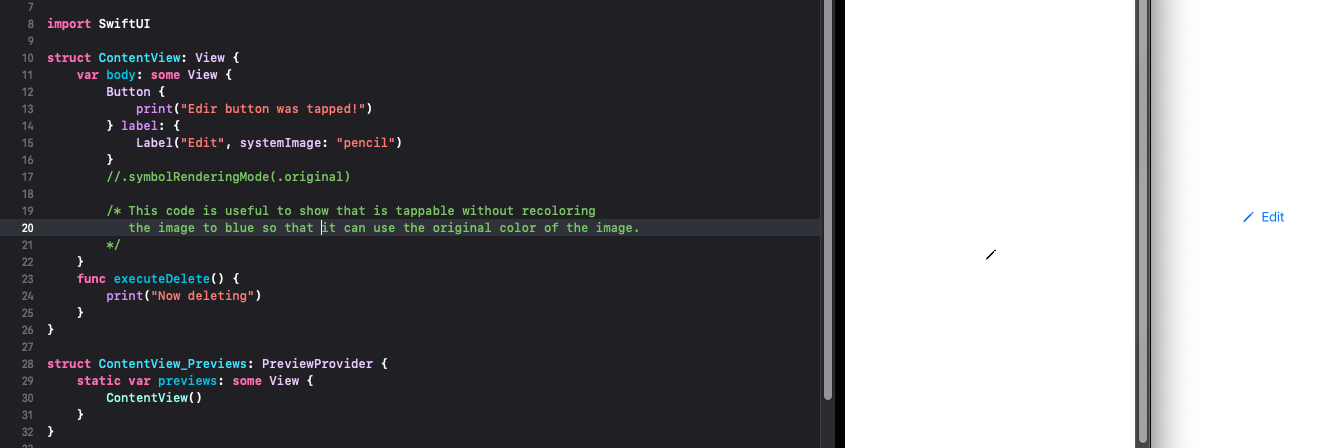 7
8 import SwiftUI
9
10 struct ContentView: View {
11 var body: some View {
12 Button {
13 print("Edir button was tapped!")
14 } label: {
15 Label("Edit", systemImage: "pencil")
16 }
17 //.symbolRenderingMode(.original)
18
19 /* This code is useful to show that is tappable without recoloring
20 the image to blue so that it can use the original color of the image.
21 */
22 }
23 func executeDelete() {
24 print("Now deleting")
25 }
26 }
27
28 struct ContentView_Previews: PreviewProvider {
29 static var previews: some View {
30 ContentView()
31 }
32 }
Edit